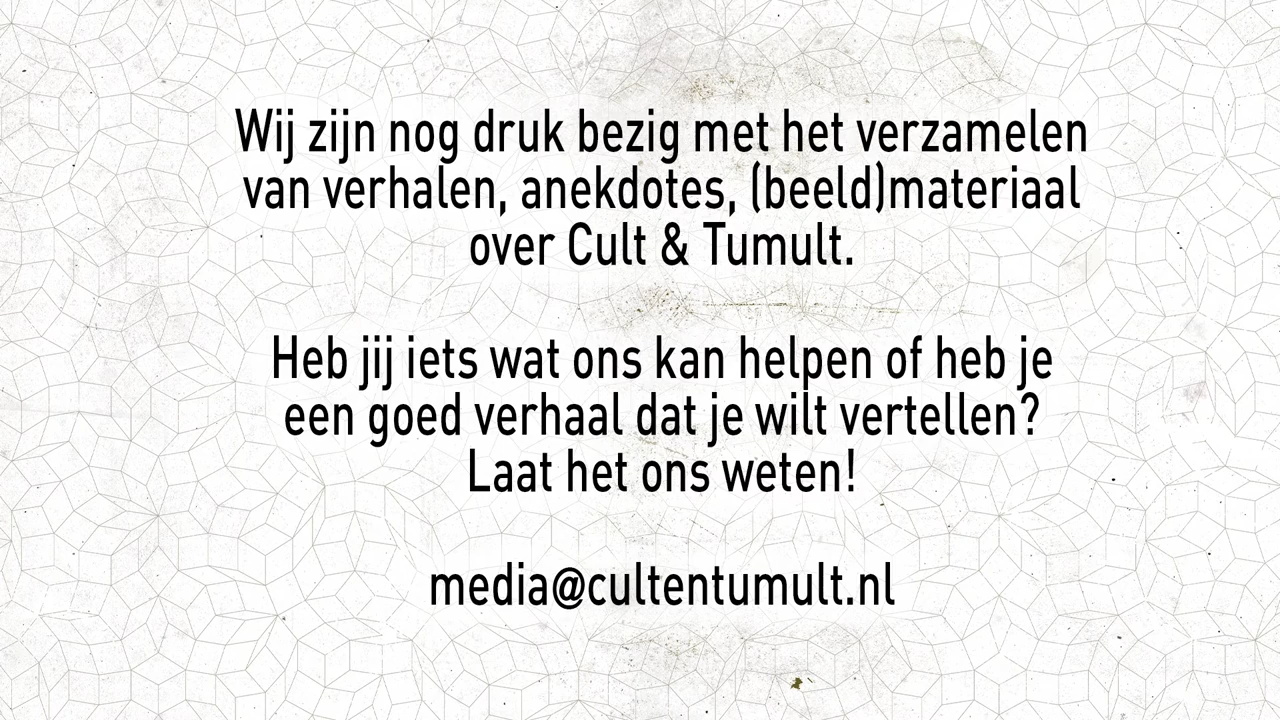 Wij zijn nog druk bezig met het verzamelen
van verhalen, anekdotes, (beeld)materiaal
over Cult & Tumult.
Heb jij iets wat ons kan helpen of heb je
een goed verhaal dat je wilt vertellen?
Laat het ons weten!
media@cultentumult.nl